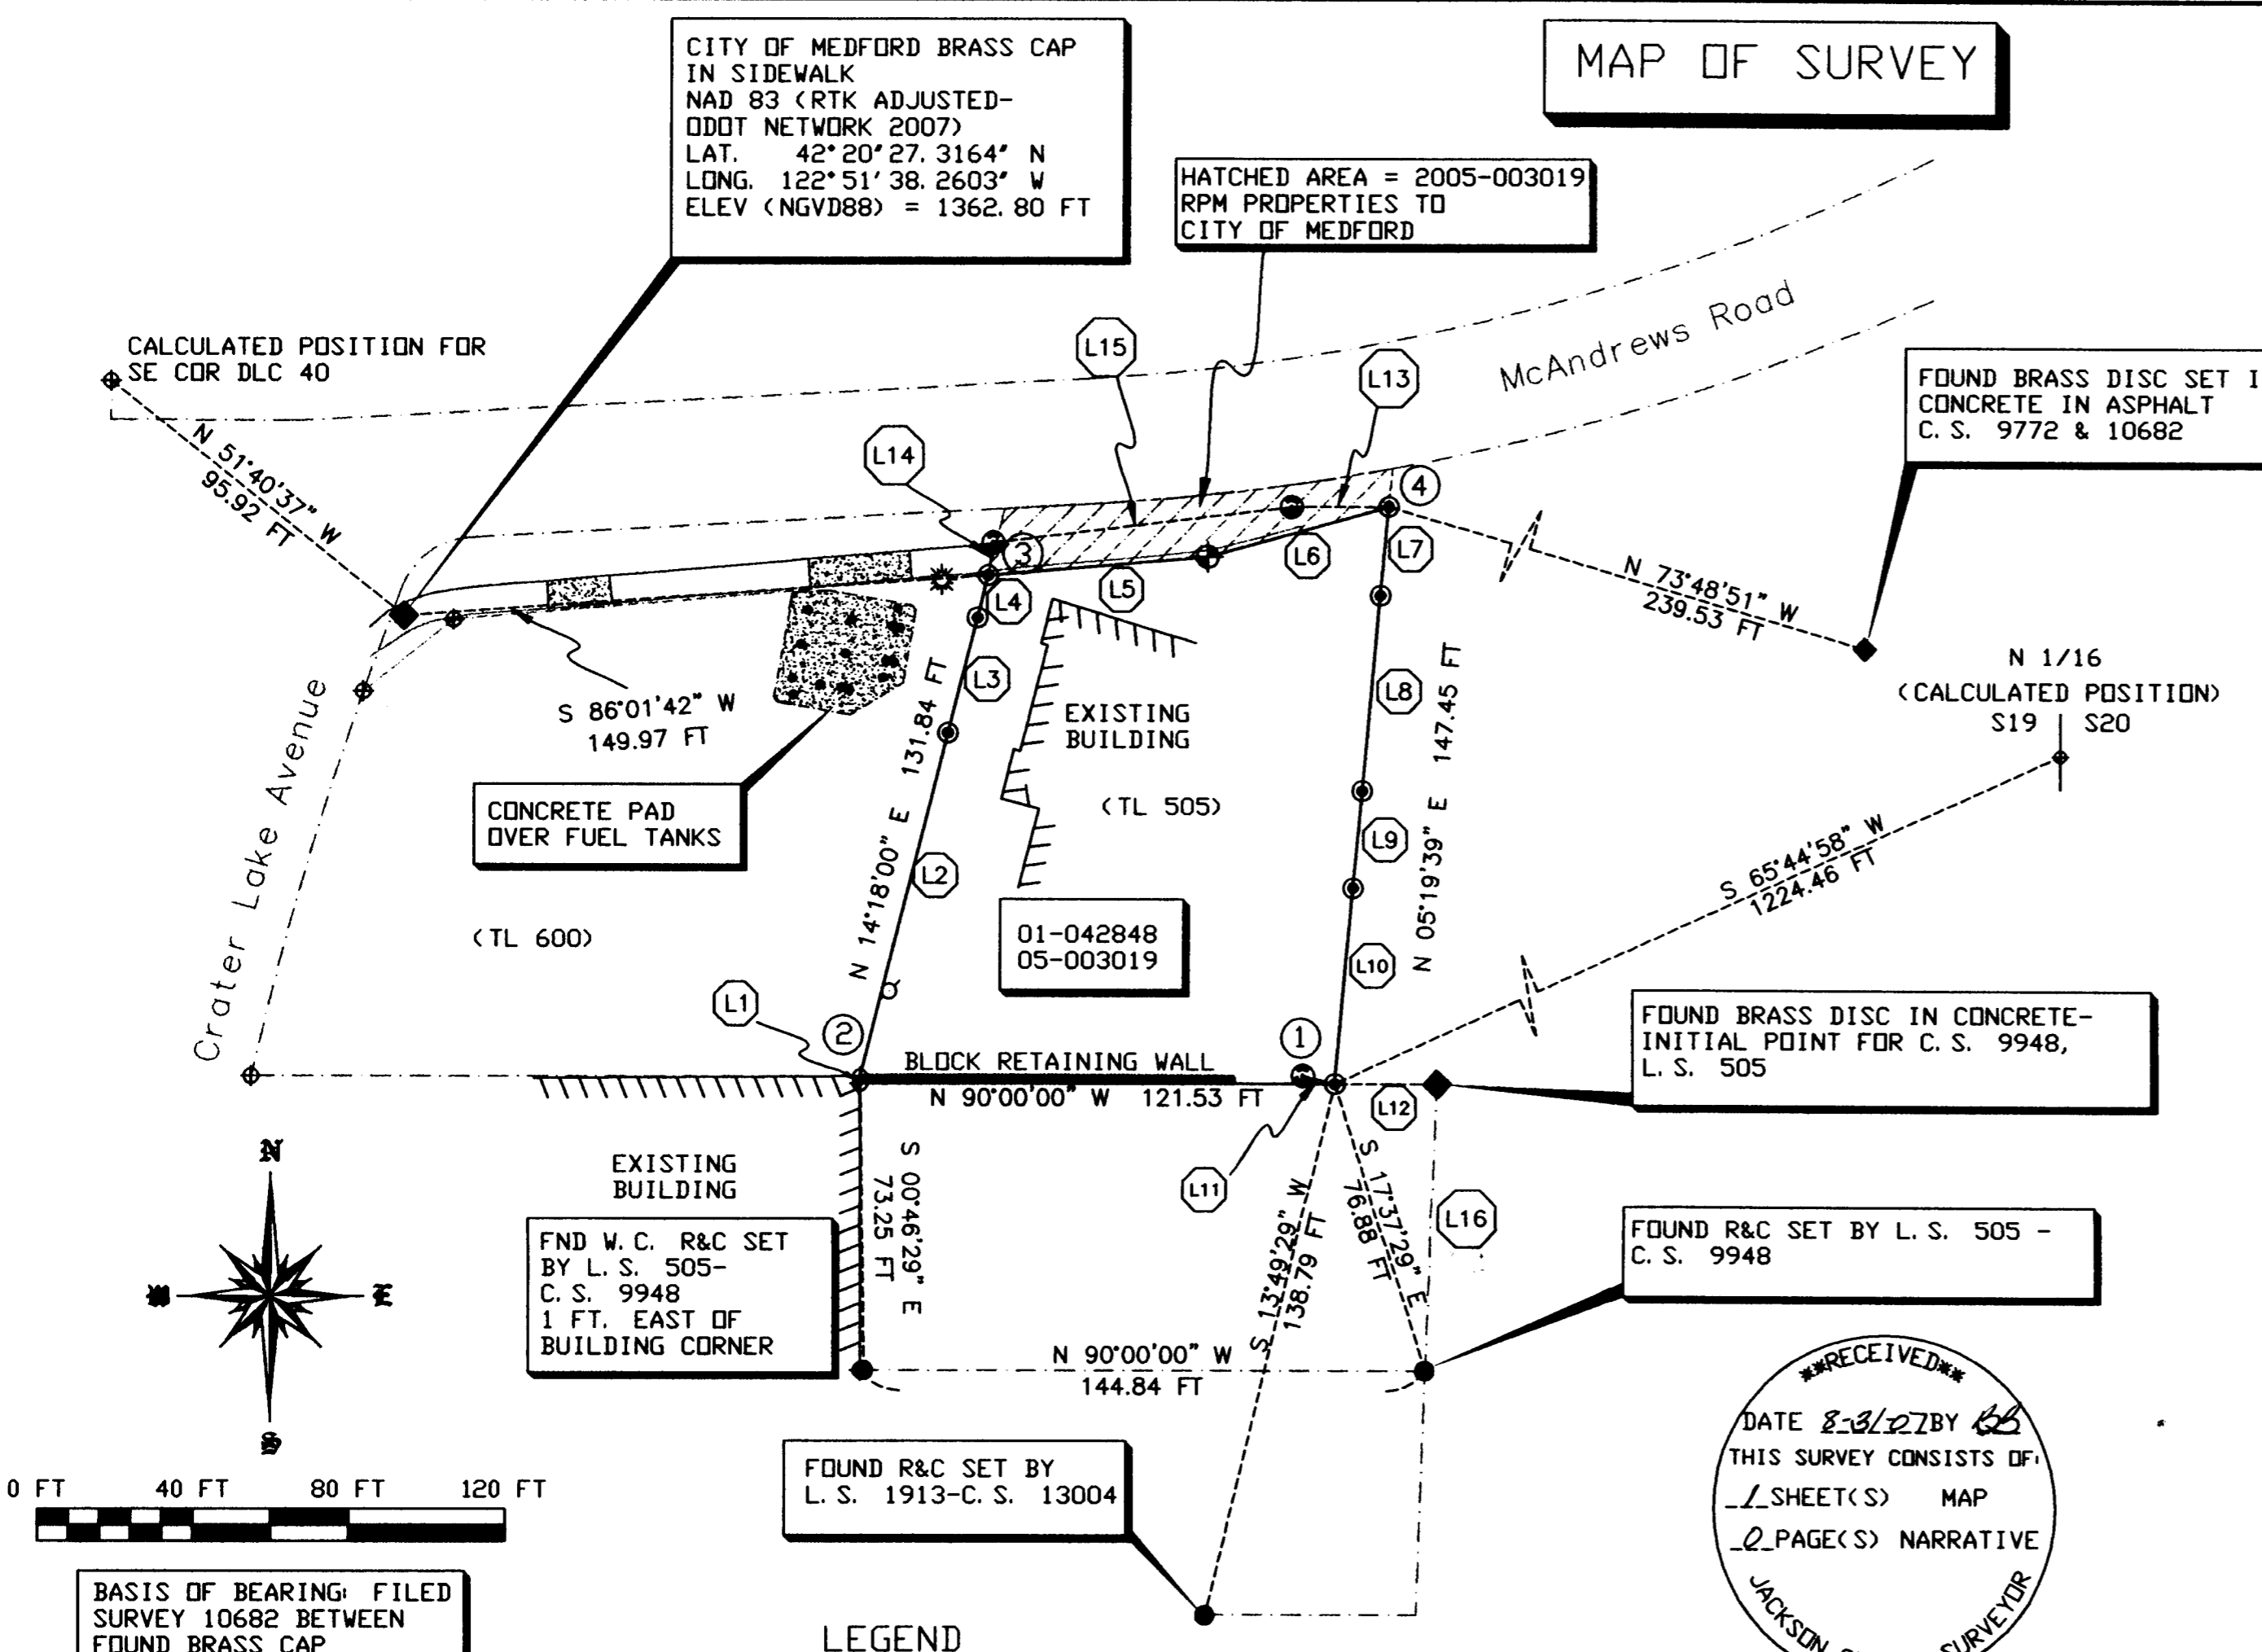 MAP OF SURVEY
CITY OF MEDFORD BRASS CAP
IN SIDEWALK
NAD 83 (RTK ADJUSTED-
ODOT NETWORK 2007)
LAT. 42°20'27.3164" N
LONG. 122°51'38.2603" W
ELEV (NGVD88) = 1362.80 FT
HATCHED AREA = 2005-003019
RPM PROPERTIES TO
CITY OF MEDFORD
CALCULATED POSITION FOR
SE COR DLC 40
N 51°40'37" W
95.92 FT
L15
L13
L14
McAndrews Road
FOUND BRASS DISC SET
CONCRETE IN ASPHALT
C.S. 9772 & 10682
4
3
L6
L7
L5
L4
N 73°48'51" W
239.53 FT
N 1/16
(CALCULATED POSITION)
S19 S20
L3
L8
S 86°01'42" W
149.97 FT
EXISTING
BUILDING
N 14°18'00" E 131.84 FT
N 05°19'39" E 147.45 FT
Crater Lake Avenue
CONCRETE PAD
OVER FUEL TANKS
(TL 505)
L9
L2
S 65°44'58" W
1224.46 FT
(TL 600)
01-042848
05-003019
L10
L1
2
1
BLOCK RETAINING WALL
N 90°00'00" W 121.53 FT
L12
FOUND BRASS DISC IN CONCRETE-
INITIAL POINT FOR C.S. 9948,
L.S. 505
N
E
EXISTING
BUILDING
S 00°46'29" E
73.25 FT
L11
S 13°49'29" W
138.79 FT
S 17°37'29" E
76.88 FT
L16
FND W.C. R&C SET
BY L.S. 505-
C.S. 9948
1 FT. EAST OF
BUILDING CORNER
FOUND R&C SET BY L.S. 505 -
C.S. 9948
N 90°00'00" W
144.84 FT
S
0 FT 40 FT 80 FT 120 FT
FOUND R&C SET BY
L.S. 1913-C.S. 13004
**RECEIVED**
DATE 8-3/07 BY BB
THIS SURVEY CONSISTS OF:
1 SHEET(S) MAP
0 PAGE(S) NARRATIVE
JACKSON SURVEYOR
BASIS OF BEARING: FILED
SURVEY 10682 BETWEEN
FOUND BRASS CAP
LEGEND